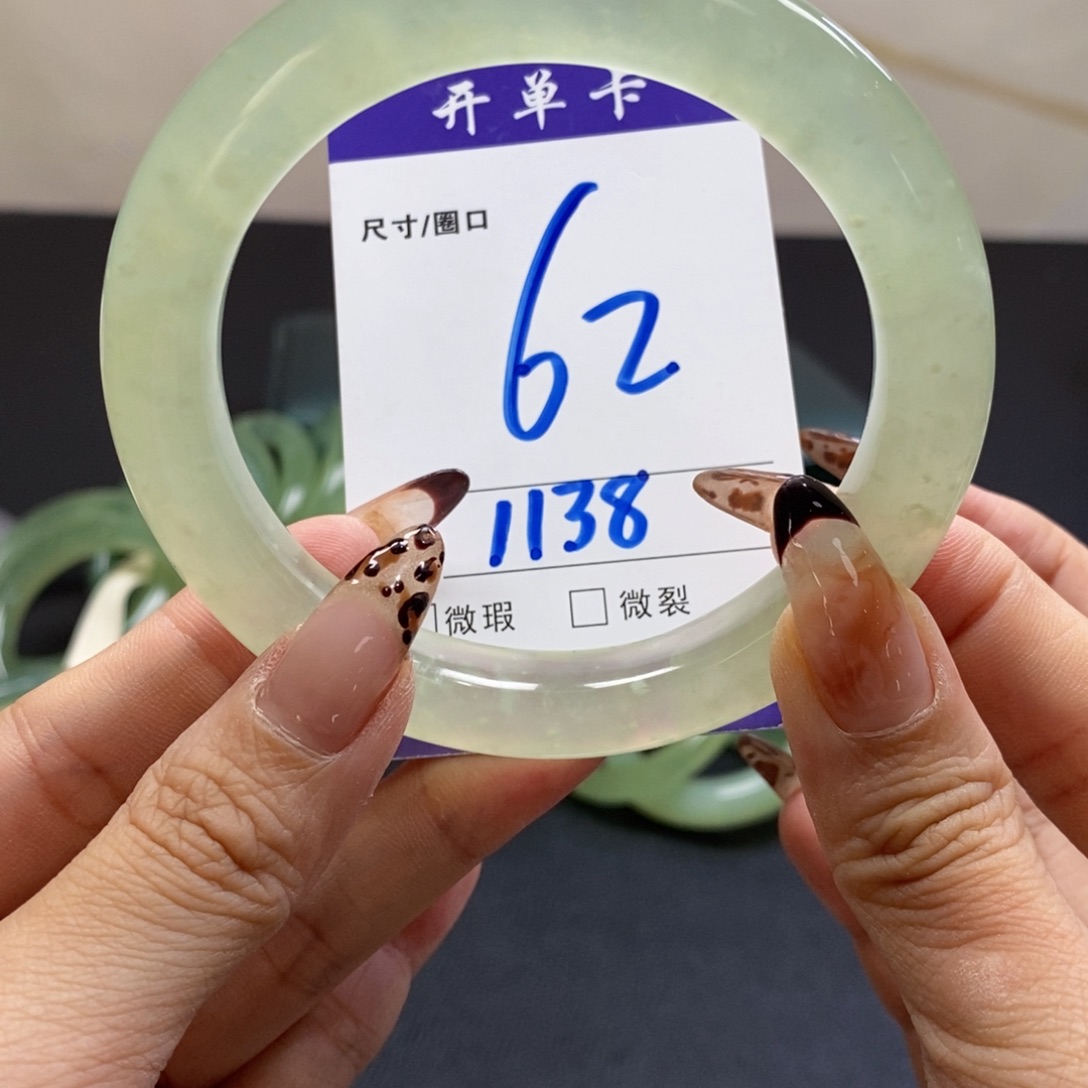 开单卡
尺寸/圈口
62
1138
微瑕 □ 微裂